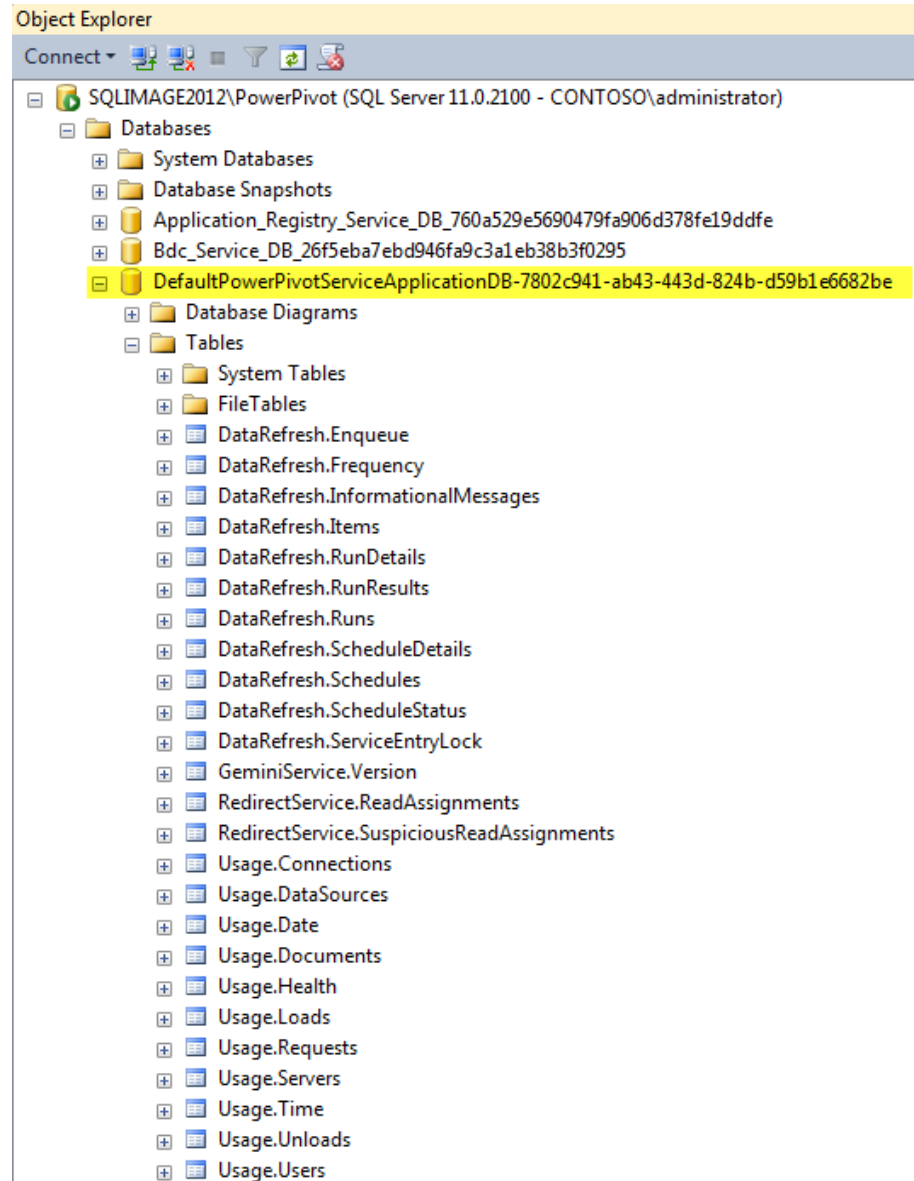 Object Explorer
Connect
SQLIMAGE2012\PowerPivot (SQL Server 11.0.2100 - CONTOSO\administrator)
Databases
System Databases
Database Snapshots
Application_Registry_Service_DB_760a529e5690479fa906d378fe19ddfe
Bdc_Service_DB_26f5eba7ebd946fa9c3a1eb38b3f0295
DefaultPowerPivotServiceApplicationDB-7802c941-ab43-443d-824b-d59b1e6682be
Database Diagrams
Tables
System Tables
FileTables
DataRefresh.Enqueue
DataRefresh.Frequency
DataRefresh.InformationalMessages
DataRefresh.Items
DataRefresh.RunDetails
DataRefresh.RunResults
DataRefresh.Runs
DataRefresh.ScheduleDetails
DataRefresh.Schedules
DataRefresh.ScheduleStatus
DataRefresh.ServiceEntryLock
GeminiService.Version
RedirectService.ReadAssignments
RedirectService.SuspiciousReadAssignments
Usage.Connections
Usage.DataSources
Usage.Date
Usage.Documents
Usage.Health
Usage.Loads
Usage.Requests
Usage.Servers
Usage.Time
Usage.Unloads
Usage.Users